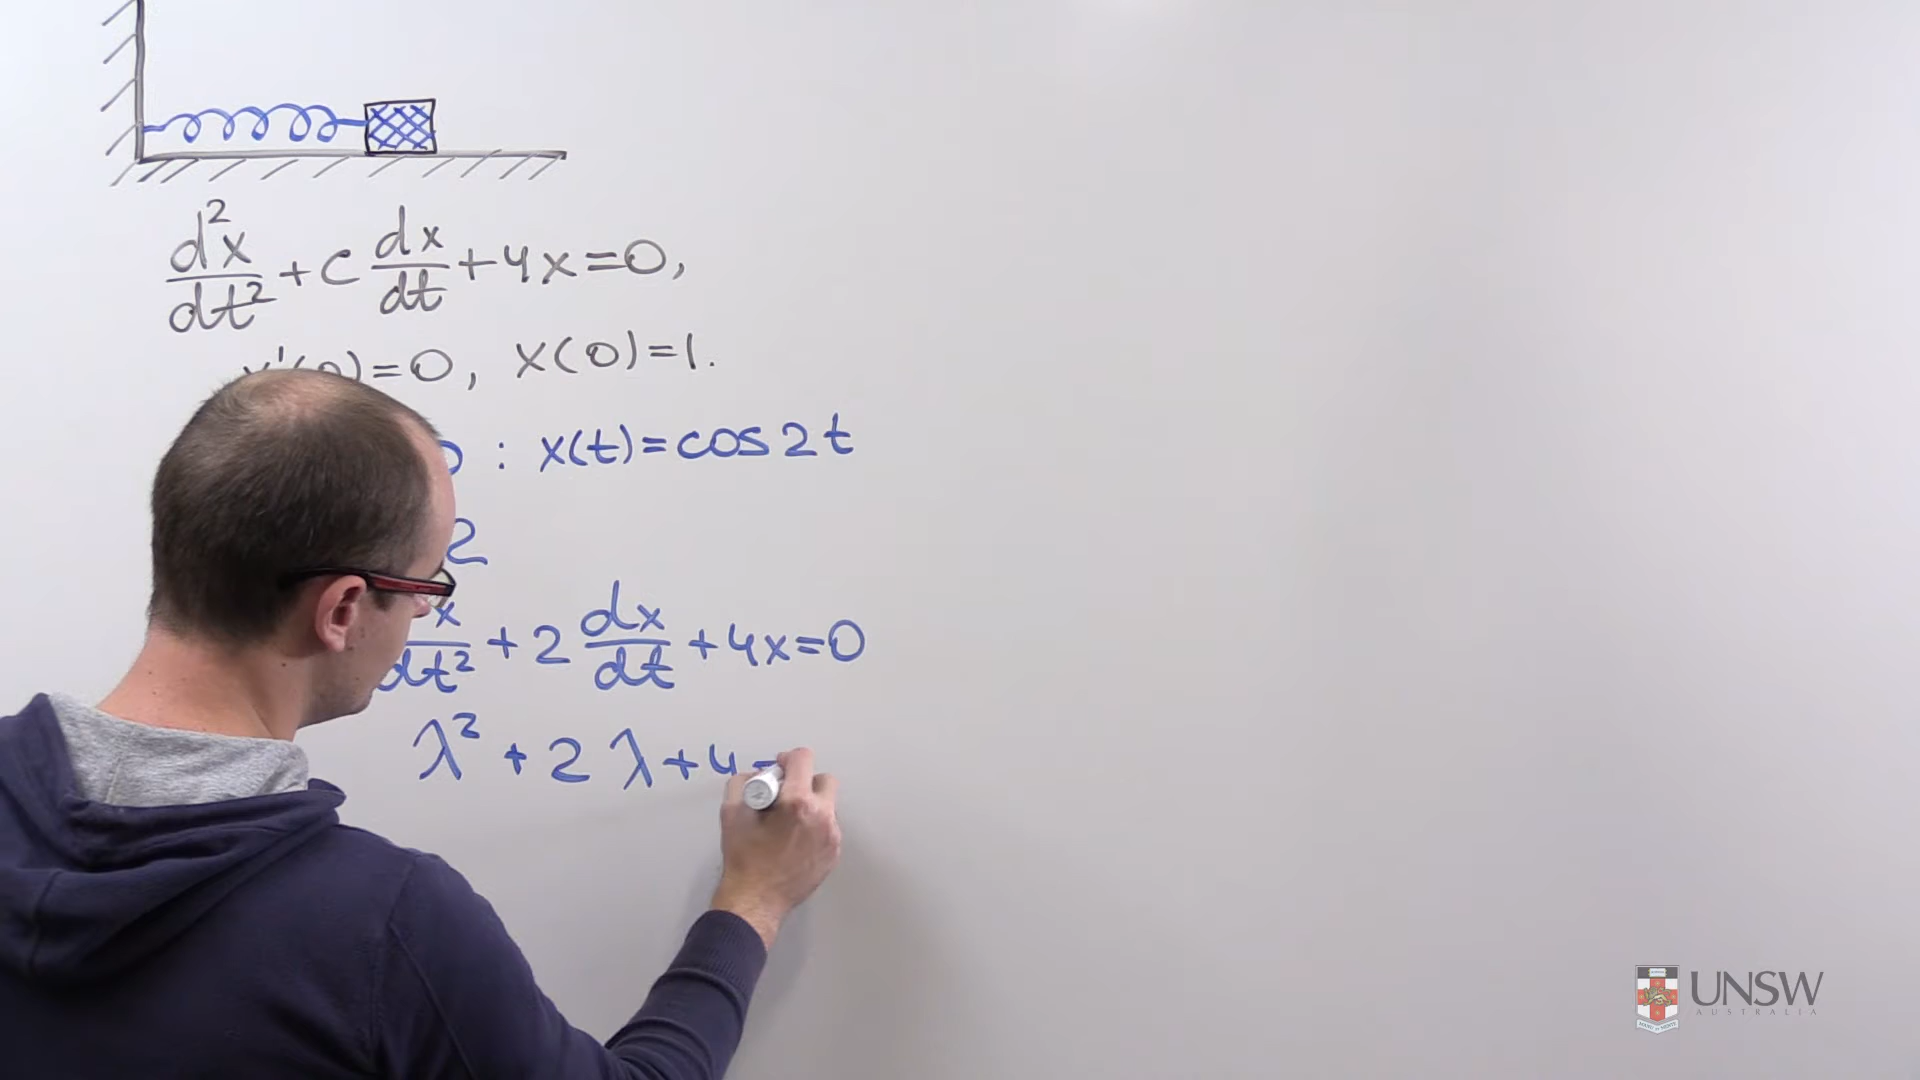 d²x/dt² + c dx/dt + 4x = 0,
x'(0) = 0, x(0) = 1.
: x(t) = cos 2t
2
x/dt² + 2 dx/dt + 4x = 0
λ² + 2λ + 4
UNSW
AUSTRALIA